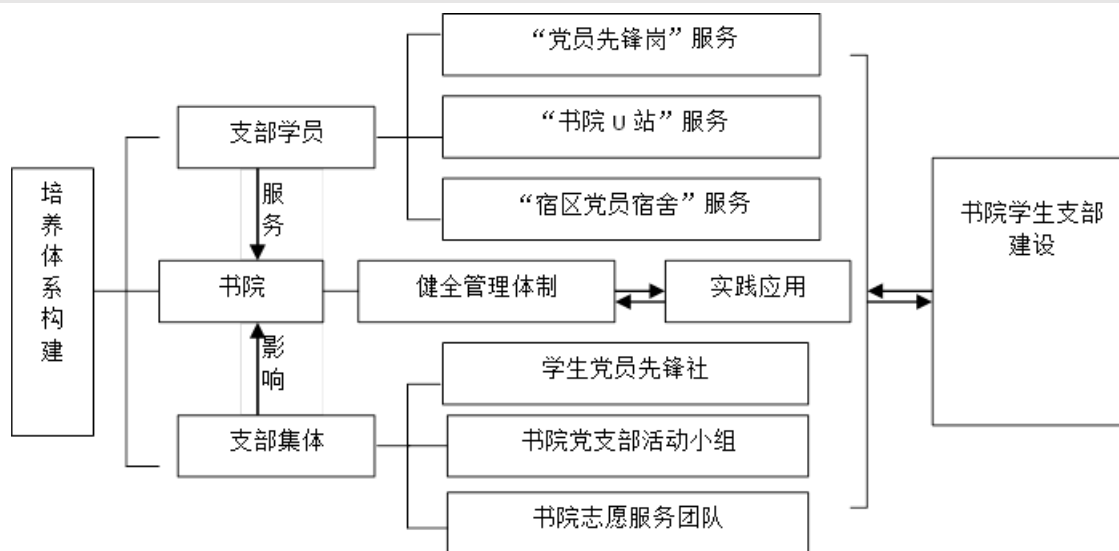 “党员先锋岗”服务
支部学员
“书院 U 站”服务
培养体系构建
服务
“宿区党员宿舍”服务
书院学生支部
建设
书院
健全管理体制
实践应用
影响
学生党员先锋社
支部集体
书院党支部活动小组
书院志愿服务团队